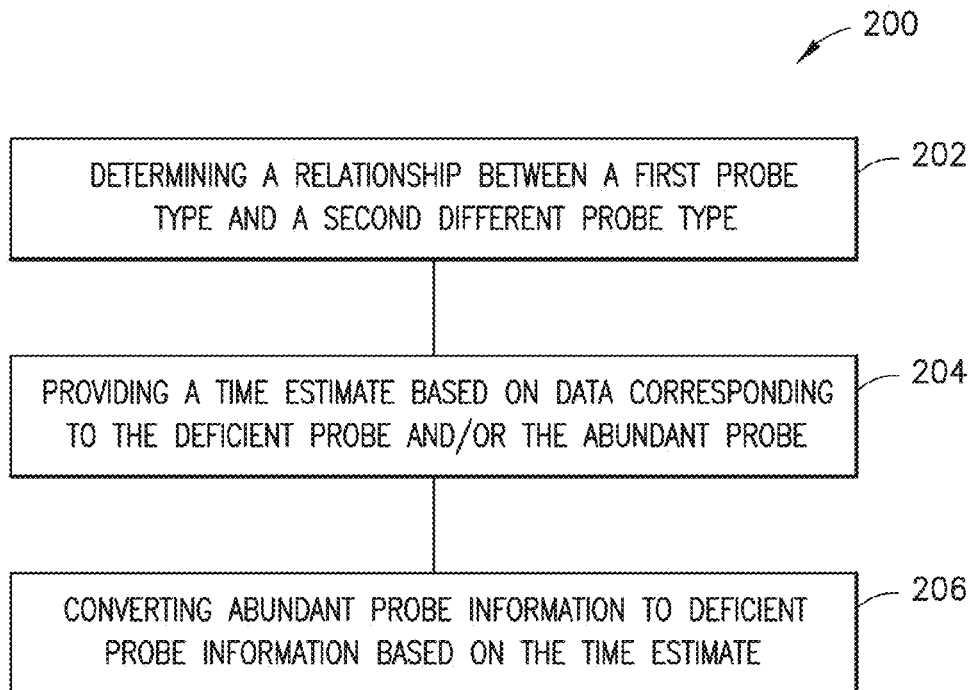 200
DETERMINING A RELATIONSHIP BETWEEN A FIRST PROBE
TYPE AND A SECOND DIFFERENT PROBE TYPE
202
PROVIDING A TIME ESTIMATE BASED ON DATA CORRESPONDING
TO THE DEFICIENT PROBE AND/OR THE ABUNDANT PROBE
204
CONVERTING ABUNDANT PROBE INFORMATION TO DEFICIENT
PROBE INFORMATION BASED ON THE TIME ESTIMATE
206